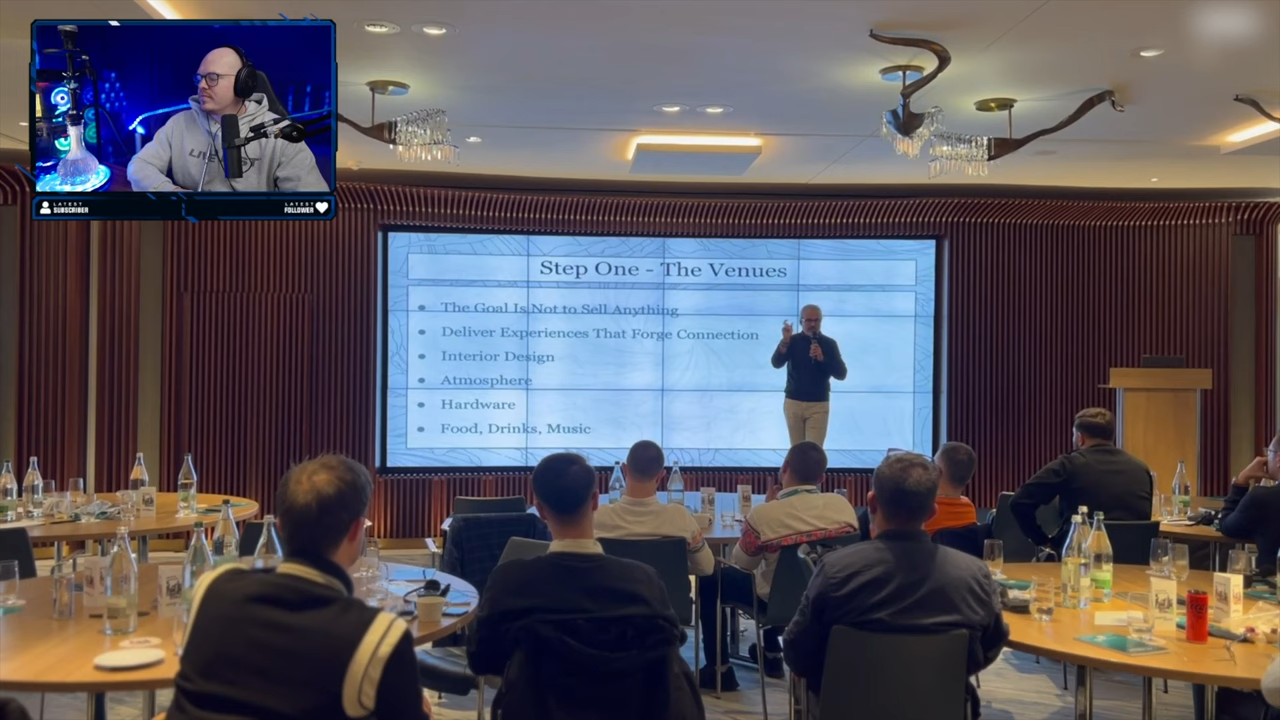 LATEST
SUBSCRIBER
LATEST
FOLLOWER
Step One - The Venues
• The Goal Is Not to Sell Anything
• Deliver Experiences That Forge Connection
• Interior Design
• Atmosphere
• Hardware
• Food, Drinks, Music